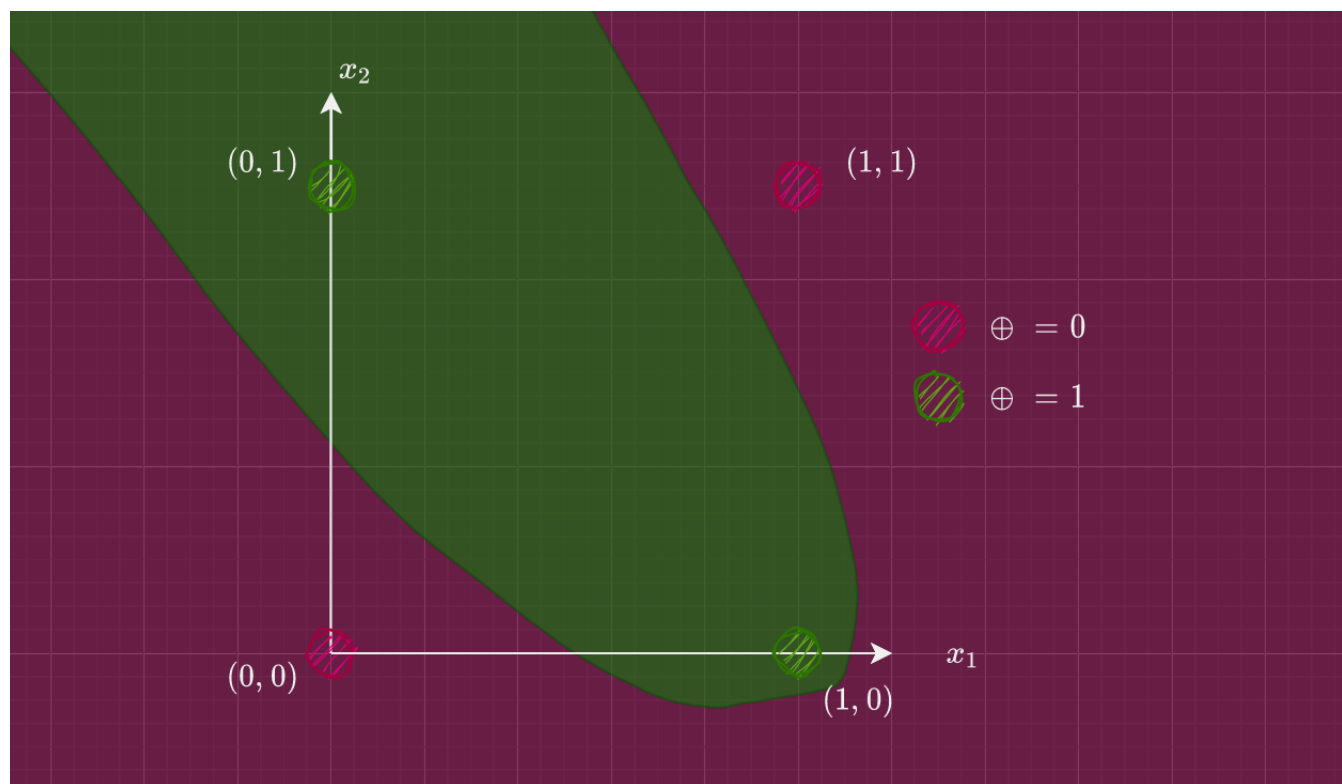 x₂
(0, 1)
(1, 1)
⊕ = 0
⊕ = 1
(0, 0)
x₁
(1, 0)